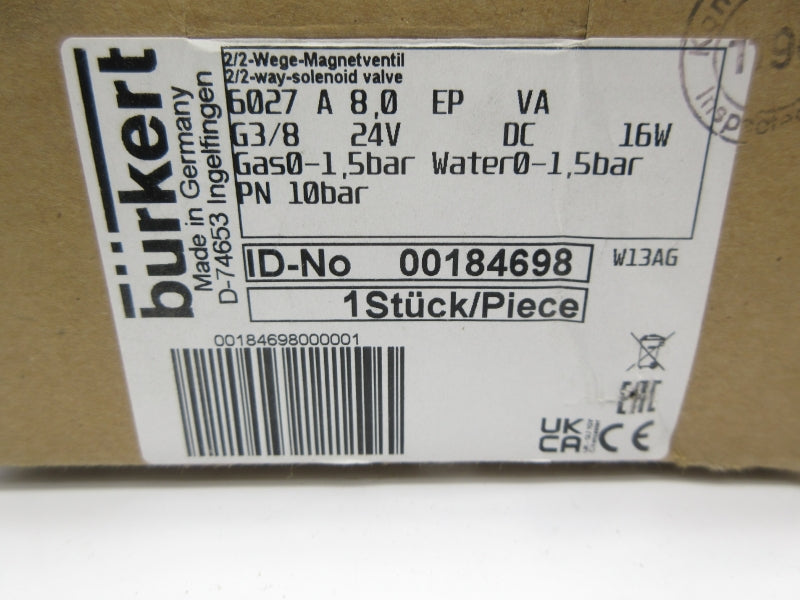 bürkert
Made in Germany
D-74653 Ingelfingen
2/2-Wege-Magnetventil
2/2-way-solenoid valve
6027 A 8,0 EP VA
G3/8 24V DC 16W
Gas0-1,5bar Water0-1,5bar
PN 10bar
ID-No 00184698
W13AG
1Stück/Piece
00184698000001
EAC
UK
CA CE